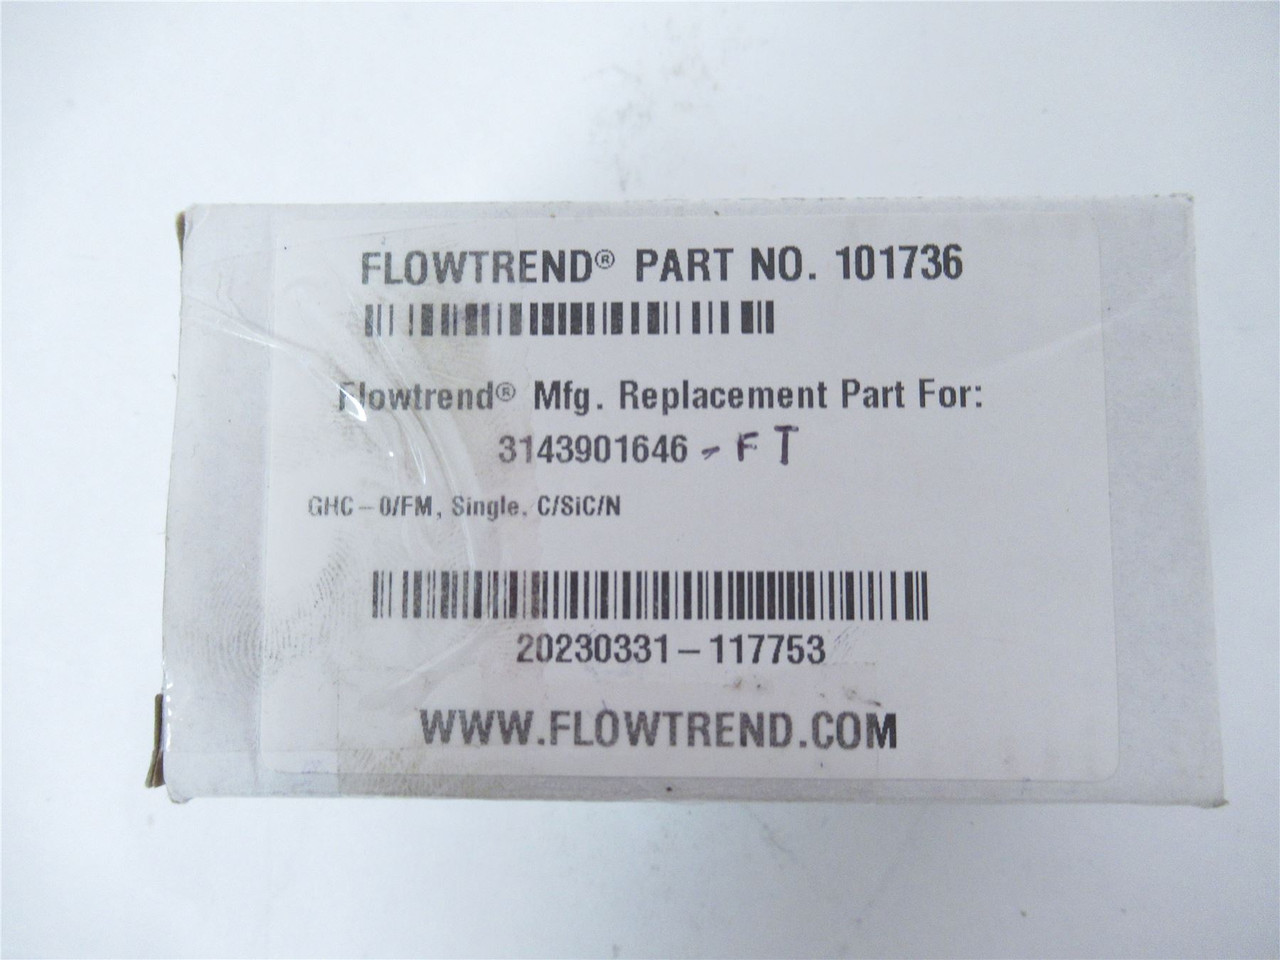 FLOWTREND® PART NO. 101736
Flowtrend® Mfg. Replacement Part For:
3143901646 - FT
GHC - 0/FM, Single, C/SiC/N
20230331-117753
WWW.FLOWTREND.COM